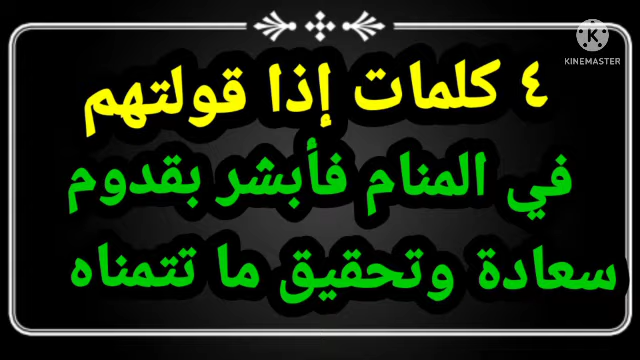 KINEMASTER
٤ كلمات إذا قولتهم
في المنام فأبشر بقدوم
سعادة وتحقيق ما تتمناه